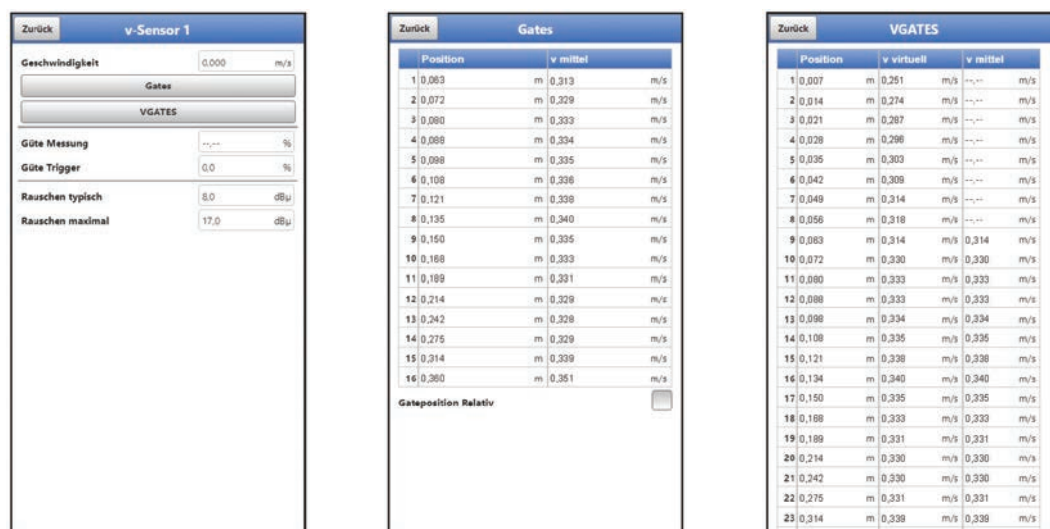 Zurück v-Sensor 1
Geschwindigkeit 0,000 m/s
Gates
VGATES
Güte Messung --,-- %
Güte Trigger 0,0 %
Rauschen typisch 8,0 dBµ
Rauschen maximal 17,0 dBµ
Zurück Gates
Position v mittel
1 0,063 m 0,313 m/s
2 0,072 m 0,329 m/s
3 0,080 m 0,333 m/s
4 0,088 m 0,334 m/s
5 0,098 m 0,335 m/s
6 0,108 m 0,336 m/s
7 0,121 m 0,338 m/s
8 0,135 m 0,340 m/s
9 0,150 m 0,335 m/s
10 0,168 m 0,333 m/s
11 0,189 m 0,331 m/s
12 0,214 m 0,329 m/s
13 0,242 m 0,328 m/s
14 0,275 m 0,329 m/s
15 0,314 m 0,339 m/s
16 0,360 m 0,351 m/s
Gateposition Relativ
Zurück VGATES
Position v virtuell v mittel
1 0,007 m 0,251 m/s --,-- m/s
2 0,014 m 0,274 m/s --,-- m/s
3 0,021 m 0,287 m/s --,-- m/s
4 0,028 m 0,296 m/s --,-- m/s
5 0,035 m 0,303 m/s --,-- m/s
6 0,042 m 0,309 m/s --,-- m/s
7 0,049 m 0,314 m/s --,-- m/s
8 0,056 m 0,318 m/s --,-- m/s
9 0,063 m 0,314 m/s 0,314 m/s
10 0,072 m 0,330 m/s 0,330 m/s
11 0,080 m 0,333 m/s 0,333 m/s
12 0,088 m 0,333 m/s 0,333 m/s
13 0,098 m 0,334 m/s 0,334 m/s
14 0,108 m 0,335 m/s 0,335 m/s
15 0,121 m 0,338 m/s 0,338 m/s
16 0,134 m 0,340 m/s 0,340 m/s
17 0,150 m 0,335 m/s 0,335 m/s
18 0,168 m 0,333 m/s 0,333 m/s
19 0,189 m 0,331 m/s 0,331 m/s
20 0,214 m 0,330 m/s 0,330 m/s
21 0,242 m 0,330 m/s 0,330 m/s
22 0,275 m 0,331 m/s 0,331 m/s
23 0,314 m 0,339 m/s 0,339 m/s